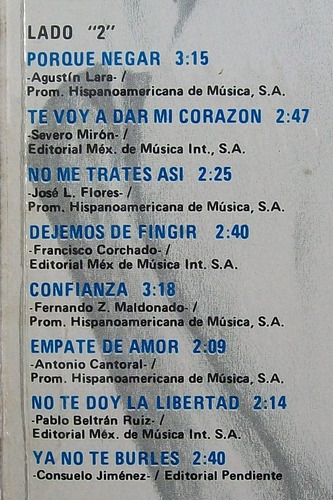 LADO "2"
PORQUE NEGAR 3:15
-Agustín Lara- /
Prom. Hispanoamericana de Música, S.A.
TE VOY A DAR MI CORAZON 2:47
-Severo Mirón- /
Editorial Méx. de Música Int., S.A.
NO ME TRATES ASI 2:25
-José L. Flores- /
Prom. Hispanoamericana de Música, S.A.
DEJEMOS DE FINGIR 2:40
-Francisco Corchado- /
Editorial Méx de Música Int. S.A.
CONFIANZA 3:18
-Fernando Z. Maldonado- /
Prom. Hispanoamericana de Música, S.A.
EMPATE DE AMOR 2:09
-Antonio Cantoral- /
Prom. Hispanoamericana de Música, S.A.
NO TE DOY LA LIBERTAD 2:14
-Pablo Beltrán Ruiz- /
Editorial Méx. de Música Int. S.A.
YA NO TE BURLES 2:40
-Consuelo Jiménez- / Editorial Pendiente